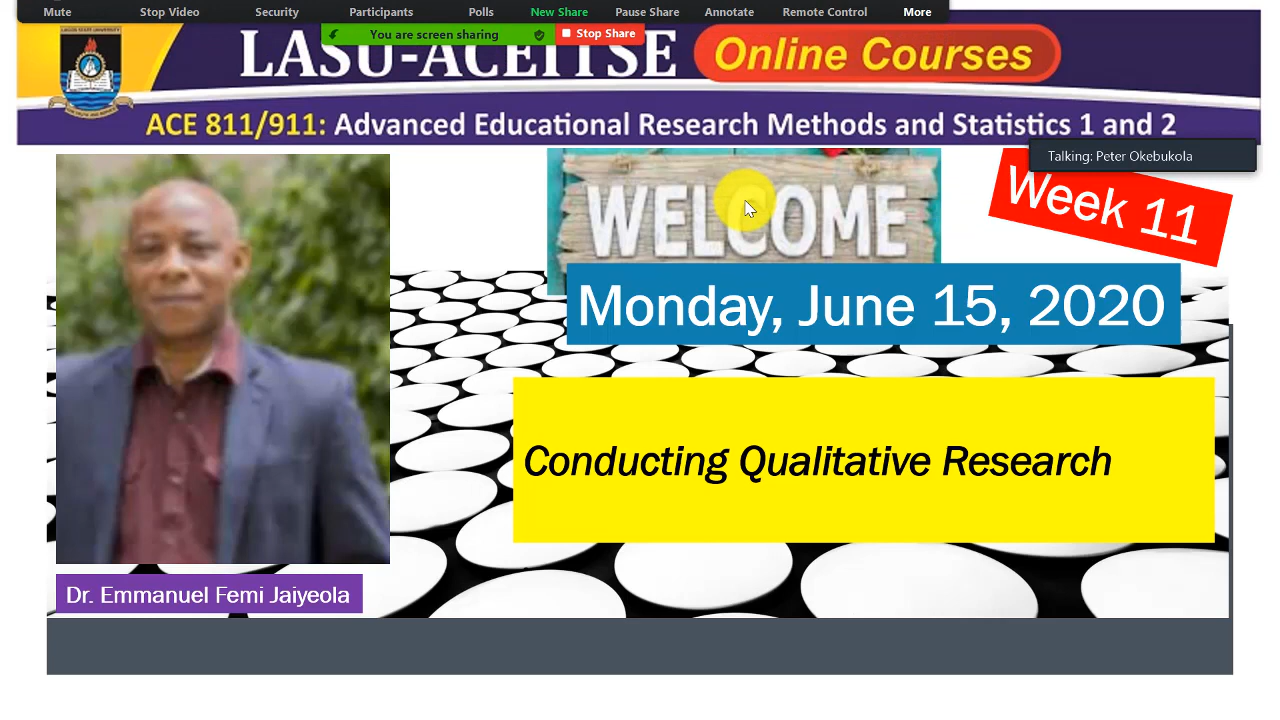 Mute Stop Video Security Participants Polls New Share Pause Share Annotate Remote Control More
You are screen sharing Stop Share
LASU-ACEITSE Online Courses
ACE 811/911: Advanced Educational Research Methods and Statistics 1 and 2
Talking: Peter Okebukola
WELCOME
Week 11
Monday, June 15, 2020
Conducting Qualitative Research
Dr. Emmanuel Femi Jaiyeola